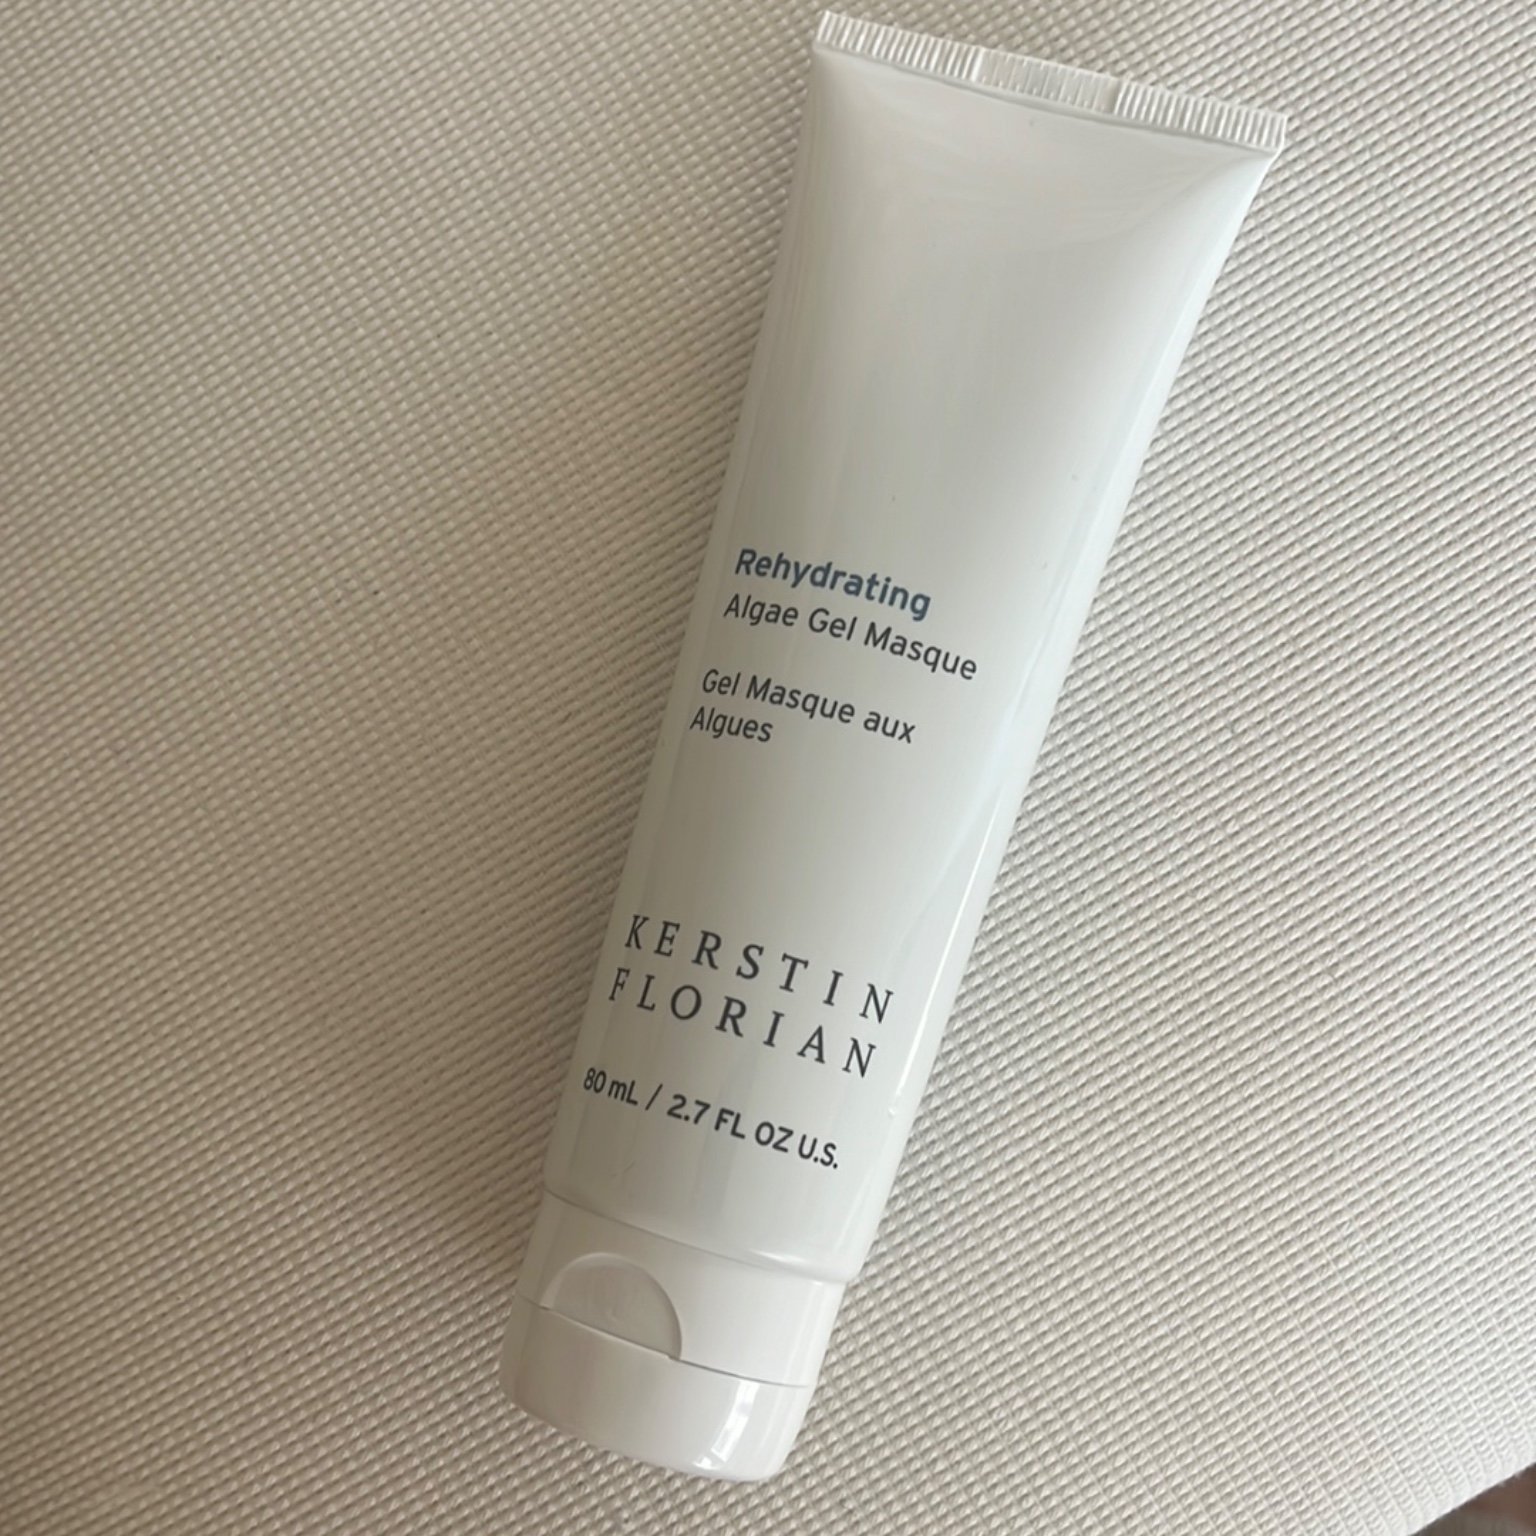 Rehydrating
Algae Gel Masque
Gel Masque aux
Algues
KERSTIN
FLORIAN
80 mL / 2.7 FL OZ U.S.